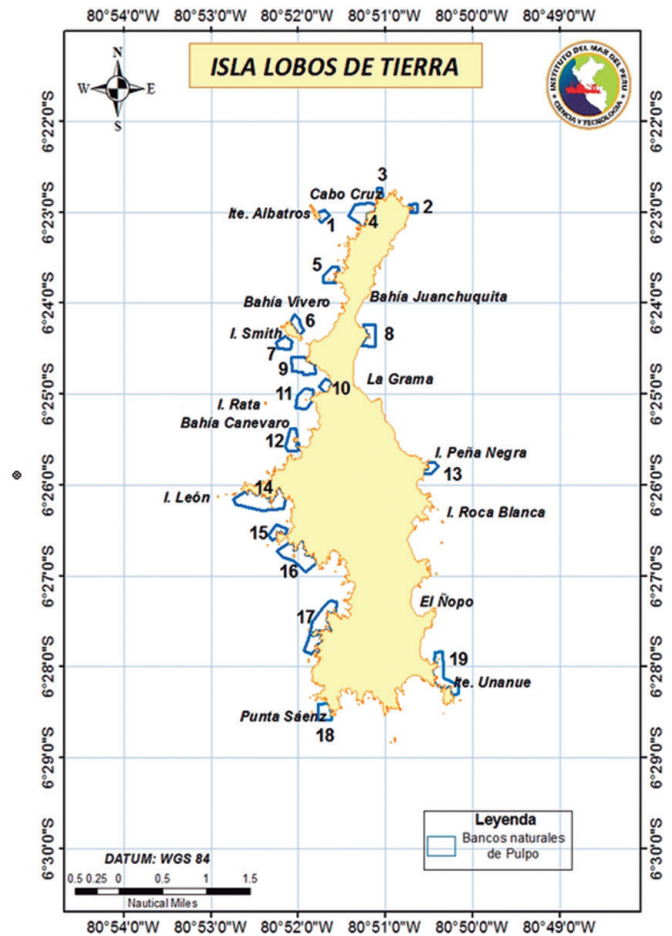 80°54'0"W 80°53'0"W 80°52'0"W 80°51'0"W 80°50'0"W 80°49'0"W
N
W E
S
ISLA LOBOS DE TIERRA
INSTITUTO DEL MAR DEL PERU
CIENCIA Y TECNOLOGIA
6°22'0"S 6°22'0"S
3
Cabo Cruz
6°23'0"S Ite. Albatros 1 4 2 6°23'0"S
5
6°24'0"S Bahía Vivero Bahía Juanchuquita 6°24'0"S
6
I. Smith 8
7
9
La Grama
10
6°25'0"S 11 6°25'0"S
I. Rata
Bahía Canevaro
12
I. Peña Negra
13
6°26'0"S 14 6°26'0"S
I. León
I. Roca Blanca
15
16
6°27'0"S 6°27'0"S
El Ñopo
17
6°28'0"S 19 6°28'0"S
Ite. Unanue
Punta Sáenz
18
6°29'0"S 6°29'0"S
Leyenda
Bancos naturales
de Pulpo
6°30'0"S 6°30'0"S
DATUM: WGS 84
0.5 0.25 0 0.5 1 1.5
Nautical Miles
80°54'0"W 80°53'0"W 80°52'0"W 80°51'0"W 80°50'0"W 80°49'0"W